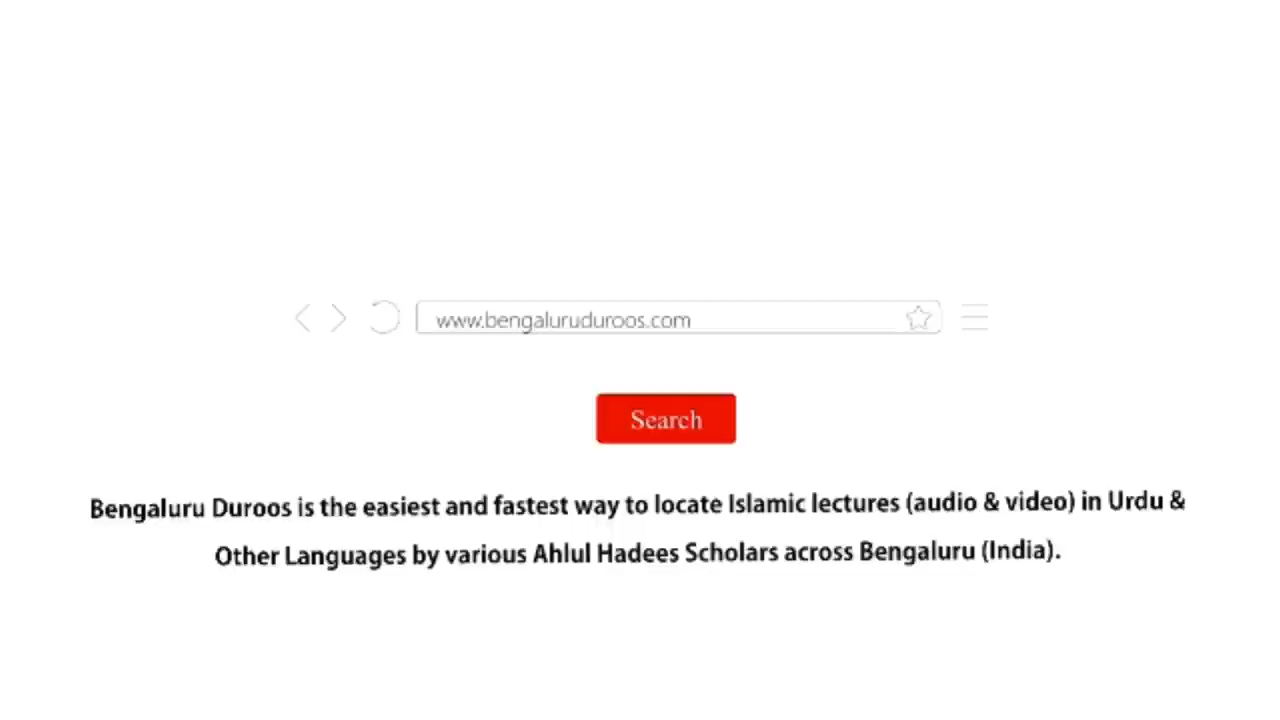 www.bengaluruduroos.com
Search
Bengaluru Duroos is the easiest and fastest way to locate Islamic lectures (audio & video) in Urdu &
Other Languages by various Ahlul Hadees Scholars across Bengaluru (India).